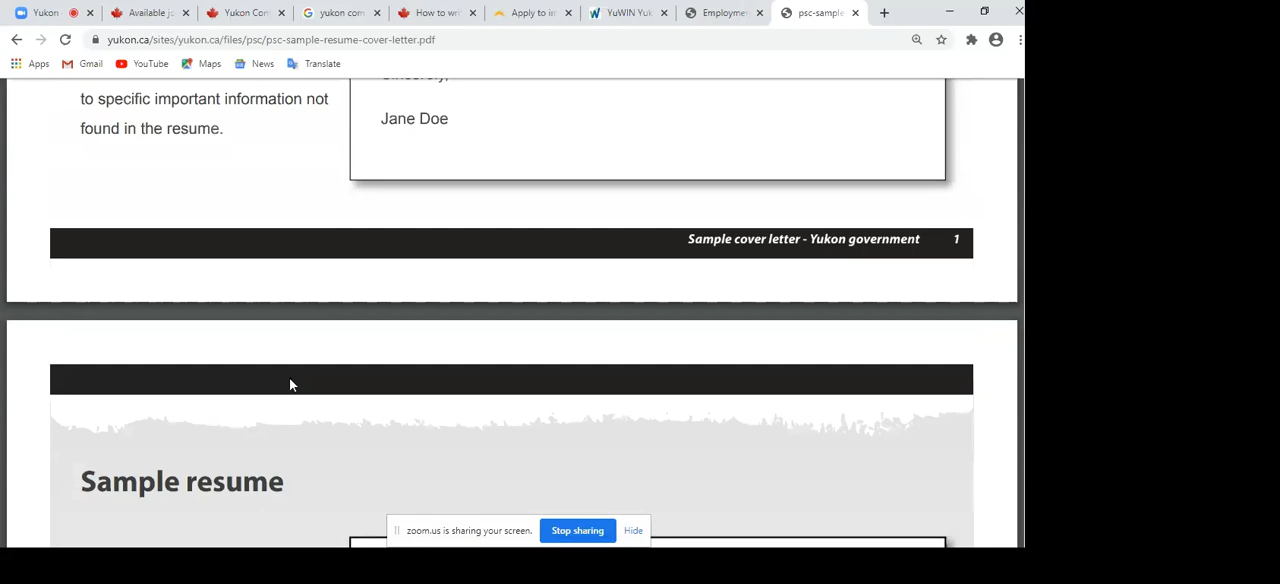 Yukon -
Available jo
Yukon Com
yukon com
How to wri
Apply to im
YuWIN Yuk
Employmen
psc-sample
yukon.ca/sites/yukon.ca/files/psc/psc-sample-resume-cover-letter.pdf
Apps Gmail YouTube Maps News Translate
Sincerely,
to specific important information not
found in the resume.
Jane Doe
Sample cover letter - Yukon government 1
Sample resume
zoom.us is sharing your screen. Stop sharing Hide